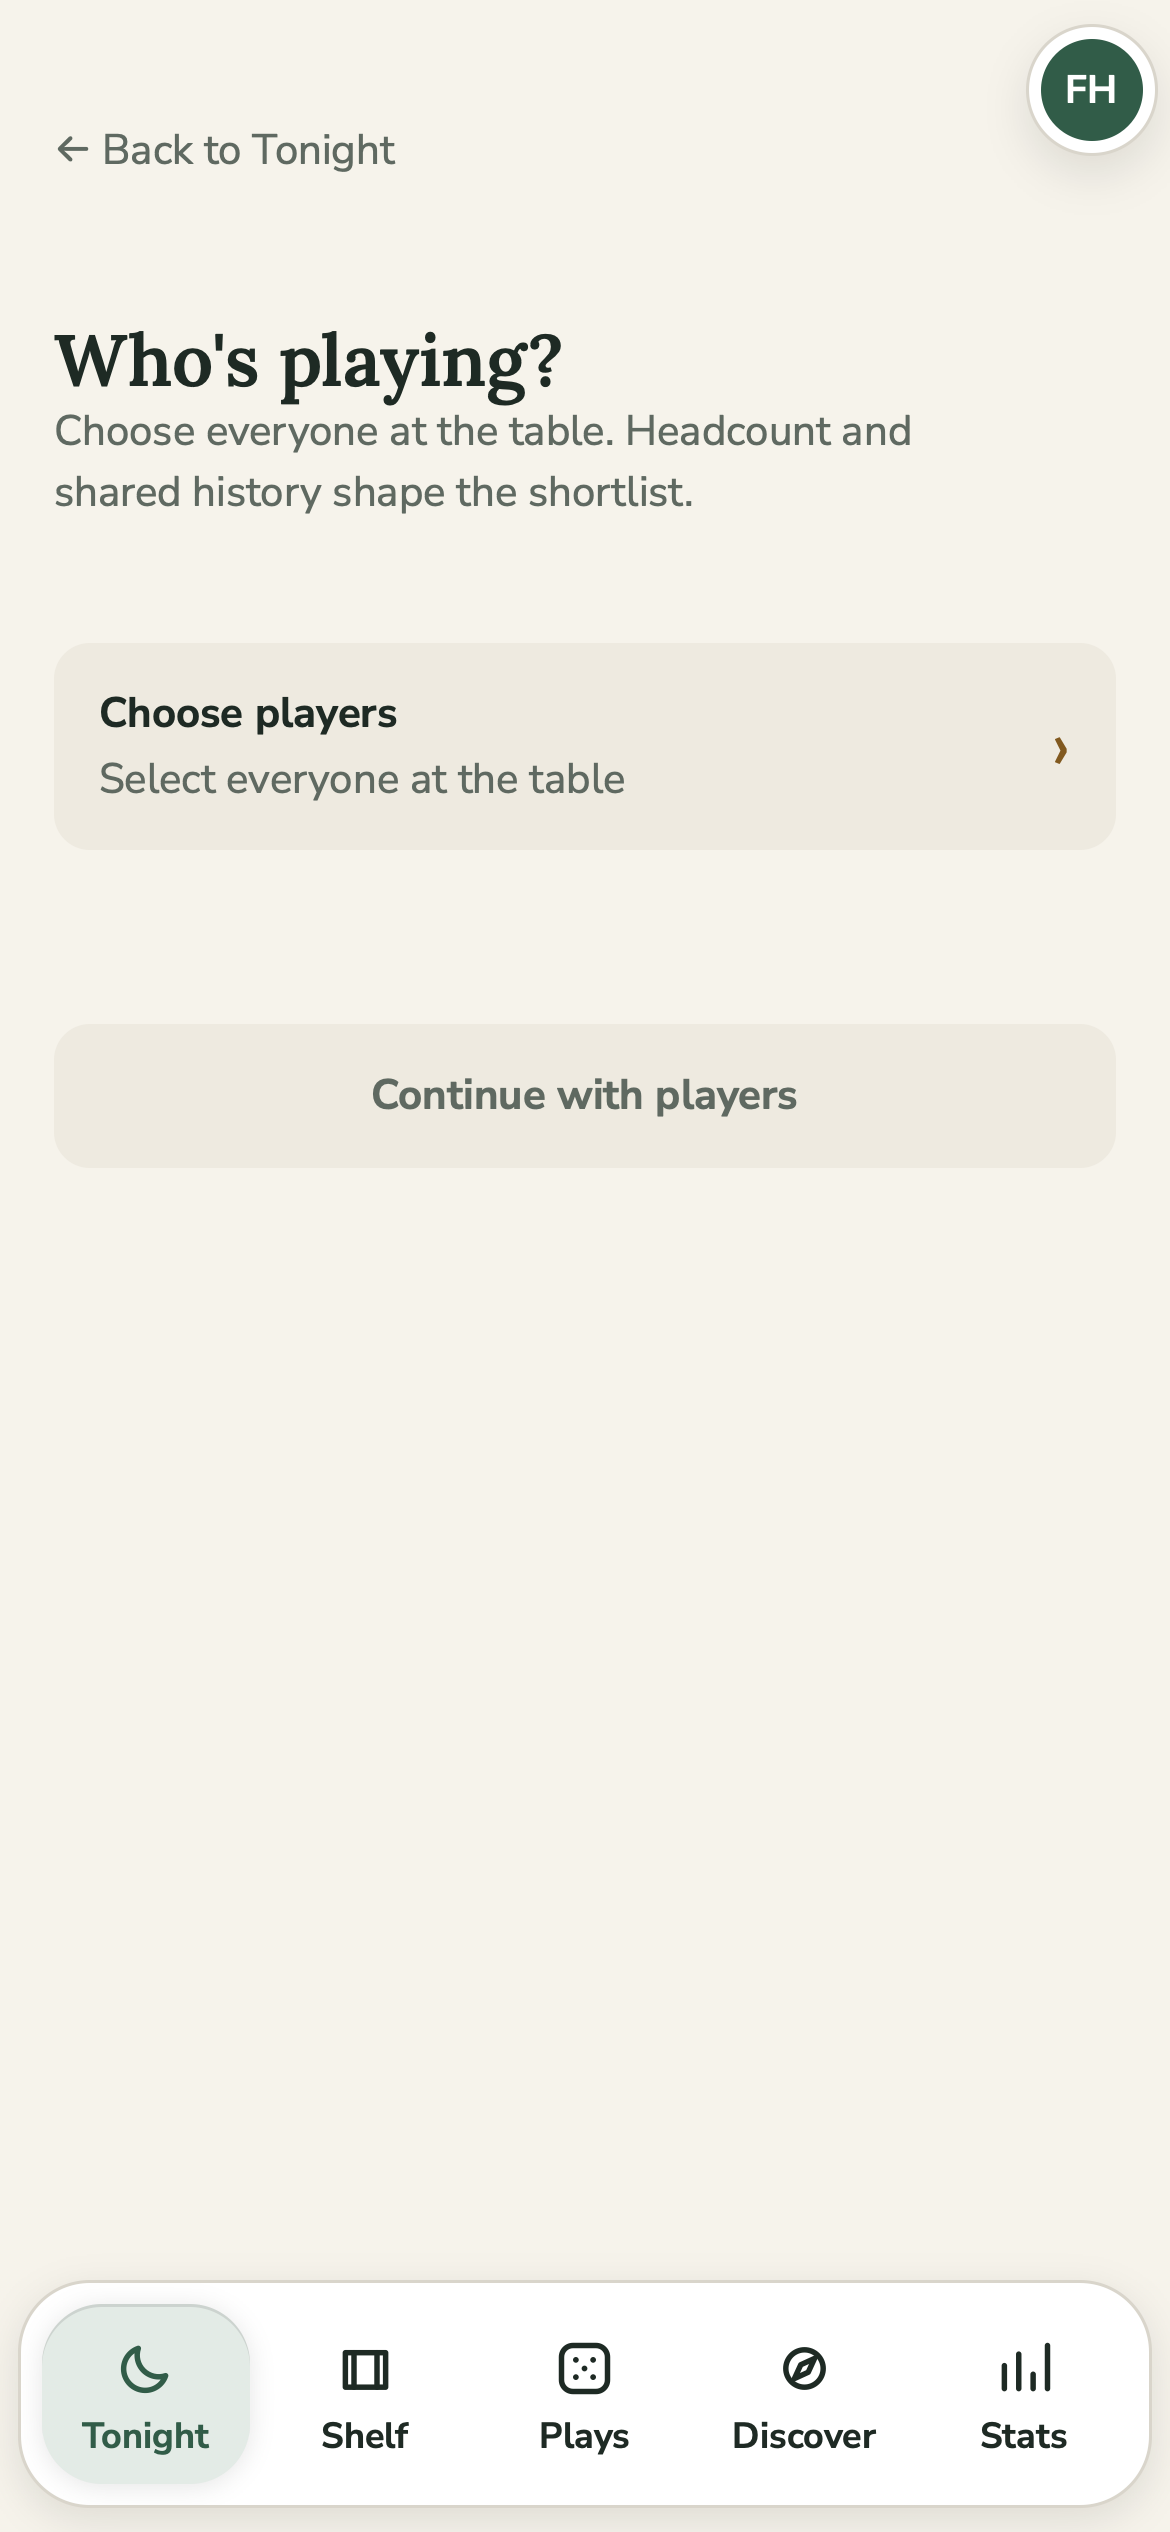 FH
← Back to Tonight
Who's playing?
Choose everyone at the table. Headcount and
shared history shape the shortlist.
Choose players
Select everyone at the table
›
Continue with players
Tonight
Shelf
Plays
Discover
Stats